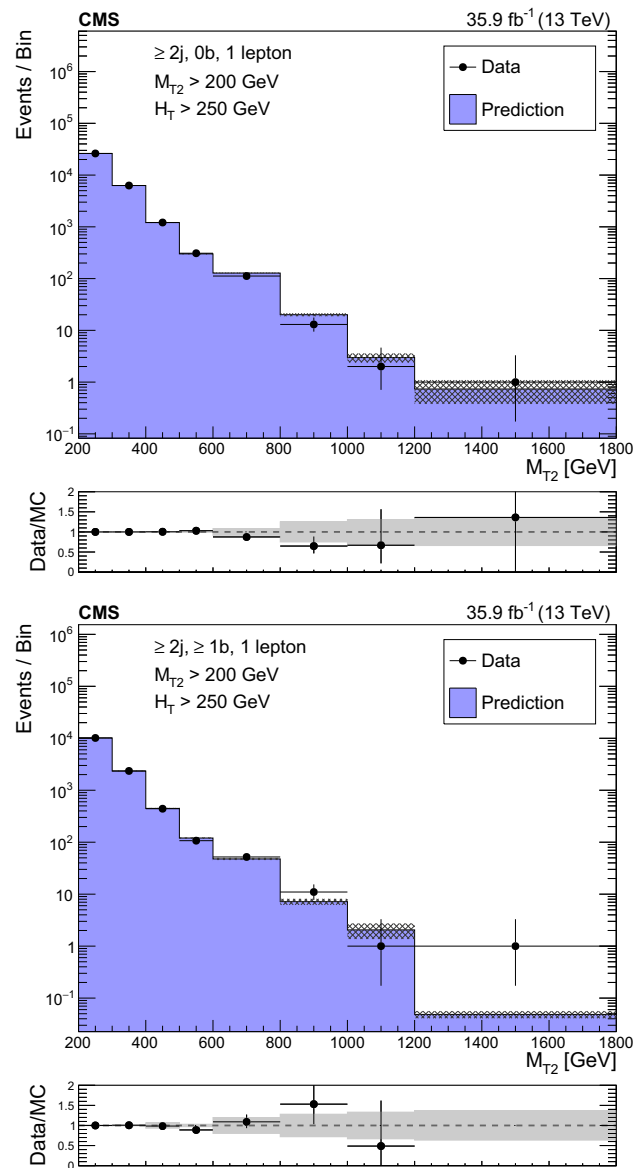 CMS 35.9 fb⁻¹ (13 TeV)
Events / Bin
≥ 2j, 0b, 1 lepton
M_T2 > 200 GeV
H_T > 250 GeV
Data
Prediction
10⁶
10⁵
10⁴
10³
10²
10
1
10⁻¹
200 400 600 800 1000 1200 1400 1600 1800
M_T2 [GeV]
Data/MC
2
1.5
1
0.5
0
CMS 35.9 fb⁻¹ (13 TeV)
Events / Bin
≥ 2j, ≥ 1b, 1 lepton
M_T2 > 200 GeV
H_T > 250 GeV
Data
Prediction
10⁶
10⁵
10⁴
10³
10²
10
1
10⁻¹
200 400 600 800 1000 1200 1400 1600 1800
M_T2 [GeV]
Data/MC
2
1.5
1
0.5
0